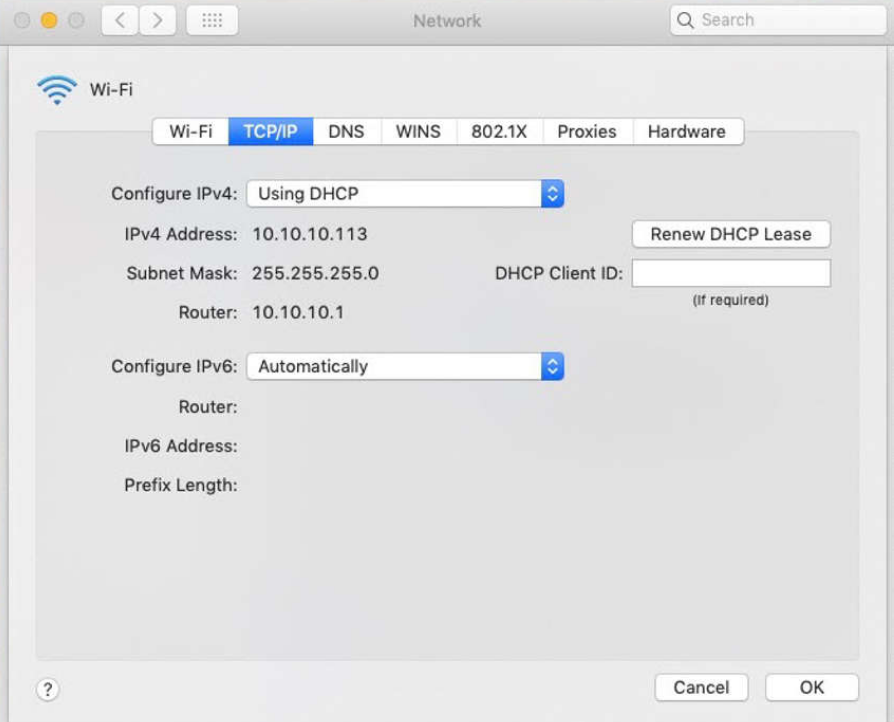 Network
Search
Wi-Fi
Wi-Fi TCP/IP DNS WINS 802.1X Proxies Hardware
Configure IPv4: Using DHCP
IPv4 Address: 10.10.10.113 Renew DHCP Lease
Subnet Mask: 255.255.255.0 DHCP Client ID:
(If required)
Router: 10.10.10.1
Configure IPv6: Automatically
Router:
IPv6 Address:
Prefix Length:
? Cancel OK